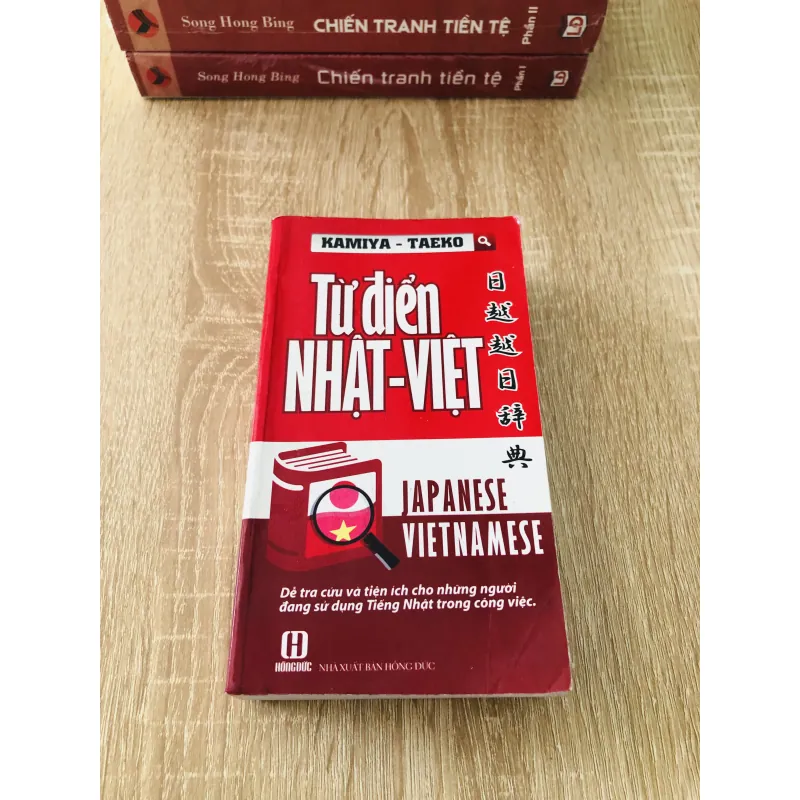 Song Hong Bing CHIẾN TRANH TIỀN TỆ Phần II LD
Song Hong Bing Chiến tranh tiền tệ Phần I LD
KAMIYA - TAEKO
Từ điển
NHẬT-VIỆT
日越越日辞典
JAPANESE
VIETNAMESE
Dễ tra cứu và tiện ích cho những người
đang sử dụng Tiếng Nhật trong công việc.
H
HỒNG ĐỨC
NHÀ XUẤT BẢN HỒNG ĐỨC